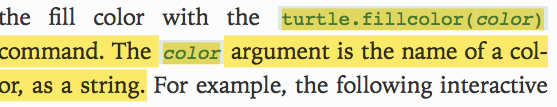 the fill color with the turtle.fillcolor(color)
command. The color argument is the name of a col-
or, as a string. For example, the following interactive